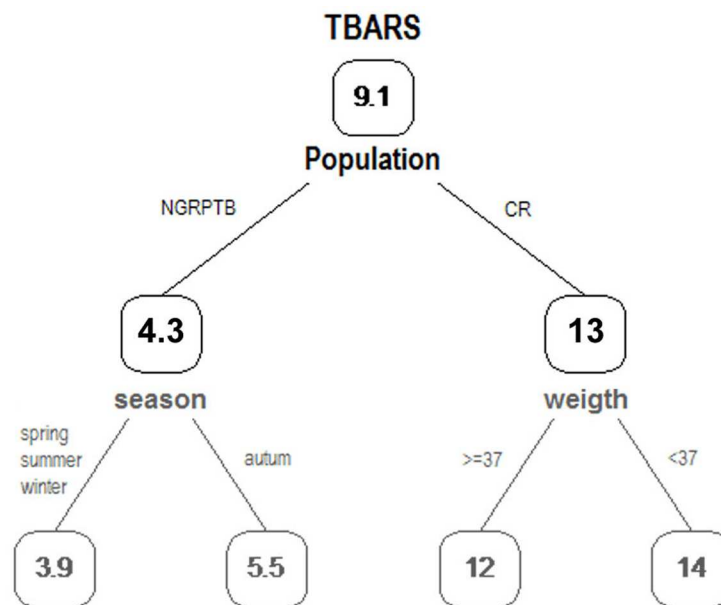 TBARS
9.1
Population
NGRPTB
CR
4.3
13
season
weigth
spring
summer
winter
autum
>=37
<37
3.9
5.5
12
14